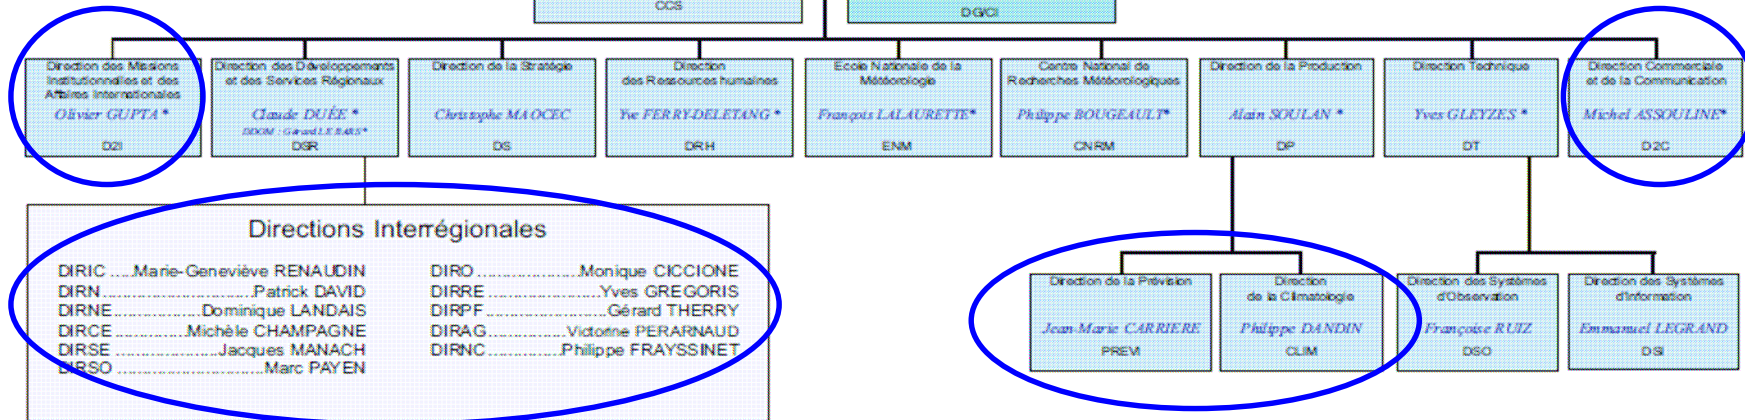 CCS
DG/CI
Direction des Missions
Institutionnelles et des
Affaires Internationales
Olivier GUPTA *
D2I
Direction des Développements
et des Services Régionaux
Claude DUÉE *
DDOM : Gérard LE BARS*
DSR
Direction de la Stratégie
Christophe MAOCEC
DS
Direction
des Ressources humaines
Yve FERRY-DELETANG *
DRH
Ecole Nationale de la
Météorologie
François LALAURETTE*
ENM
Centre National de
Recherches Météorologiques
Philippe BOUGEAULT*
CNRM
Direction de la Production
Alain SOULAN *
DP
Direction Technique
Yves GLEYZES *
DT
Direction Commerciale
et de la Communication
Michel ASSOULINE*
D2C
Directions Interrégionales
DIRIC .....Marie-Geneviève RENAUDIN
DIRN ................................Patrick DAVID
DIRNE...................Dominique LANDAIS
DIRCE ...............Michèle CHAMPAGNE
DIRSE ......................Jacques MANACH
DIRSO ...............................Marc PAYEN
DIRO ......................Monique CICCIONE
DIRRE ........................Yves GREGORIS
DIRPF.........................Gérard THERRY
DIRAG................Victorine PERARNAUD
DIRNC...............Philippe FRAYSSINET
Direction de la Prévision
Jean-Marie CARRIERE
PREVI
Direction
de la Climatologie
Philippe DANDIN
CLIM
Direction des Systèmes
d'Observation
Françoise RUIZ
DSO
Direction des Systèmes
d'Information
Emmanuel LEGRAND
DSI